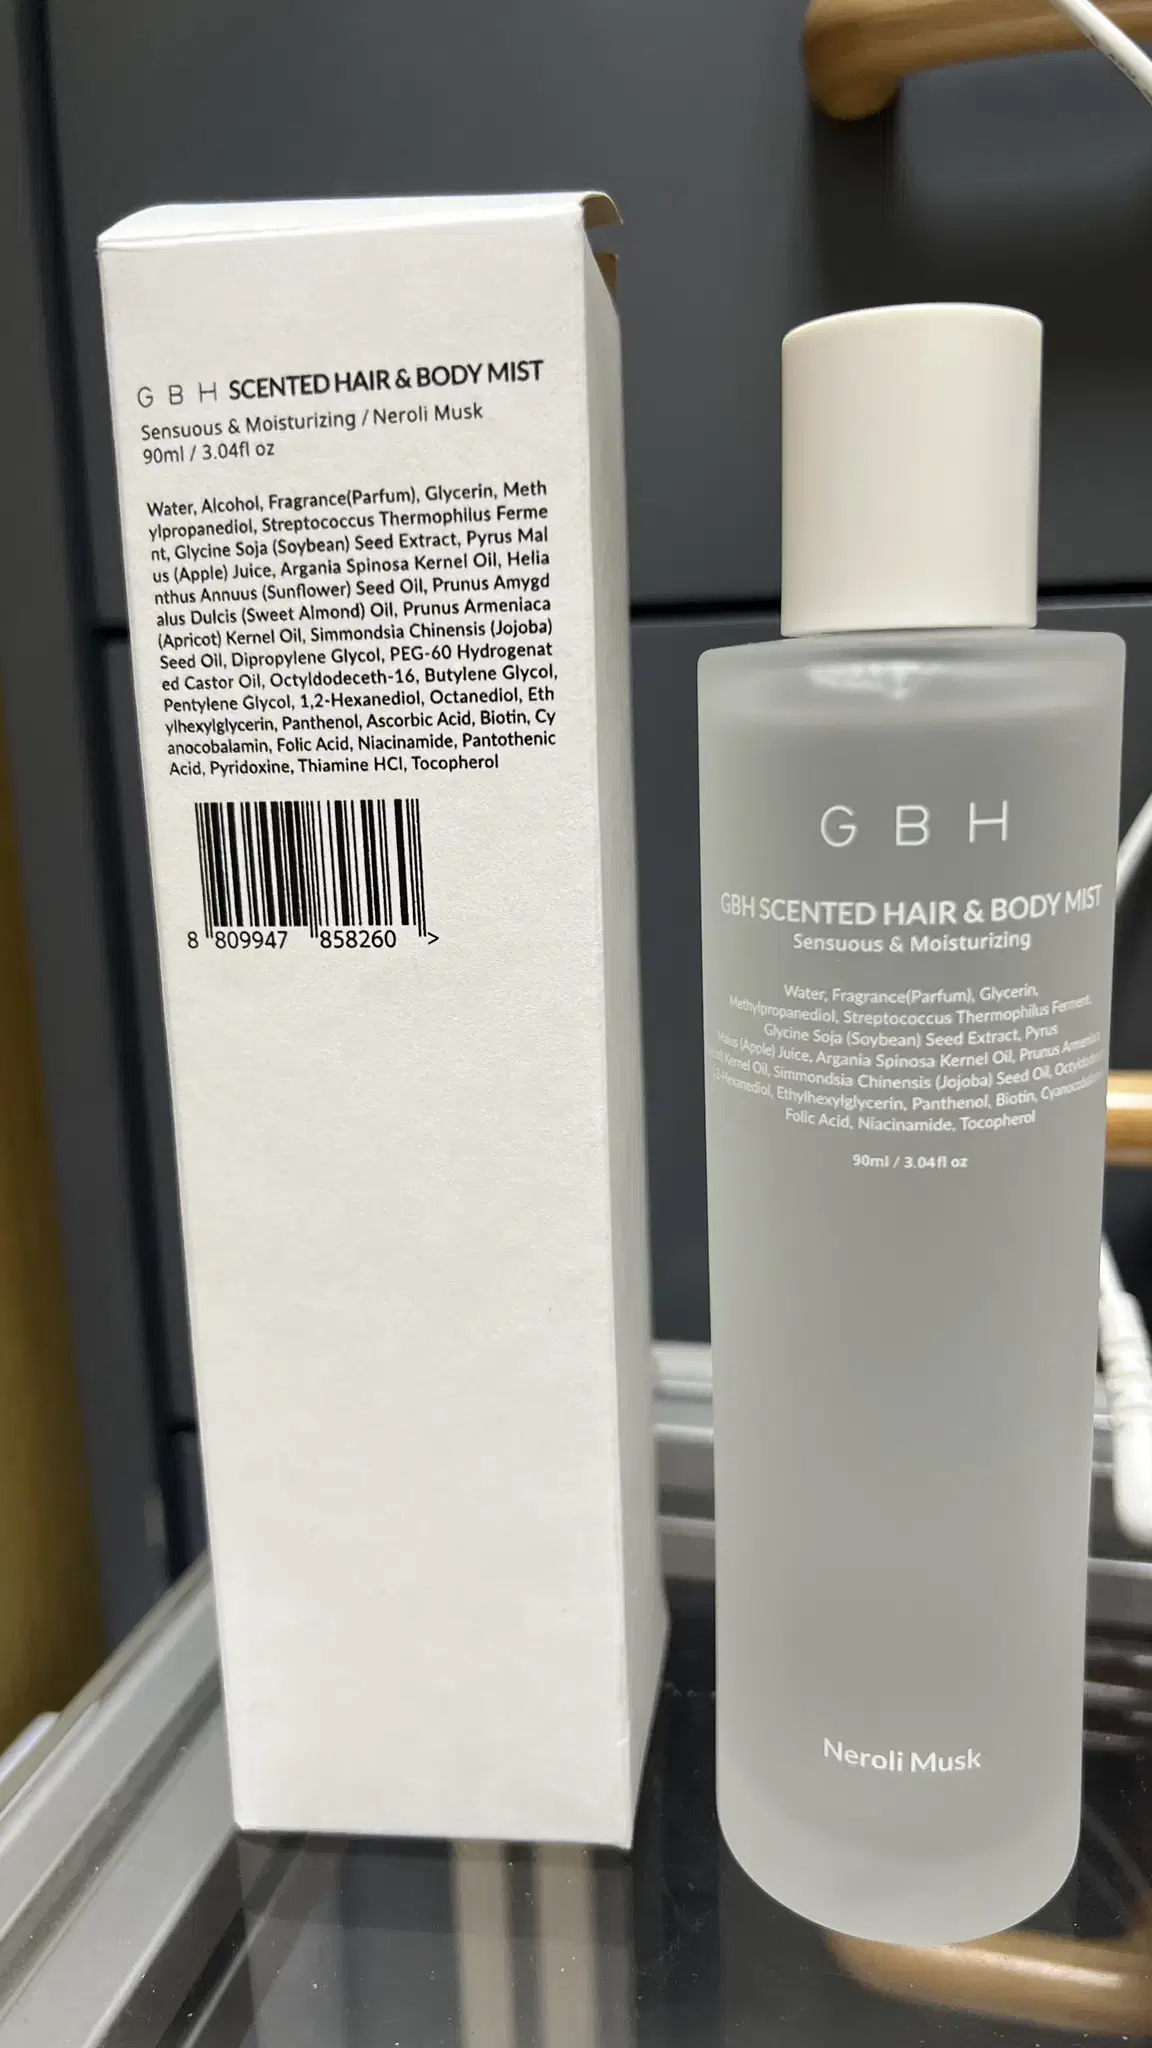 G B H SCENTED HAIR & BODY MIST
Sensuous & Moisturizing / Neroli Musk
90ml / 3.04fl oz
Water, Alcohol, Fragrance(Parfum), Glycerin, Meth
ylpropanediol, Streptococcus Thermophilus Ferme
nt, Glycine Soja (Soybean) Seed Extract, Pyrus Mal
us (Apple) Juice, Argania Spinosa Kernel Oil, Helia
nthus Annuus (Sunflower) Seed Oil, Prunus Amygd
alus Dulcis (Sweet Almond) Oil, Prunus Armeniaca
(Apricot) Kernel Oil, Simmondsia Chinensis (Jojoba)
Seed Oil, Dipropylene Glycol, PEG-60 Hydrogenat
ed Castor Oil, Octyldodeceth-16, Butylene Glycol,
Pentylene Glycol, 1,2-Hexanediol, Octanediol, Eth
ylhexylglycerin, Panthenol, Ascorbic Acid, Biotin, Cy
anocobalamin, Folic Acid, Niacinamide, Pantothenic
Acid, Pyridoxine, Thiamine HCl, Tocopherol
8 809947 858260 >
G B H
GBH SCENTED HAIR & BODY MIST
Sensuous & Moisturizing
Water, Fragrance(Parfum), Glycerin,
Methylpropanediol, Streptococcus Thermophilus Ferment,
Glycine Soja (Soybean) Seed Extract, Pyrus
Malus (Apple) Juice, Argania Spinosa Kernel Oil, Prunus Armeniaca
Kernel Oil, Simmondsia Chinensis (Jojoba) Seed Oil,
1,2-Hexanediol, Ethylhexylglycerin, Panthenol, Biotin,
Folic Acid, Niacinamide, Tocopherol
90ml / 3.04fl oz
Neroli Musk